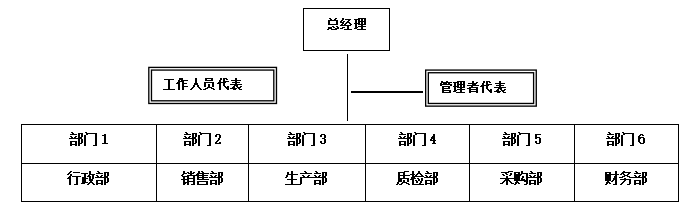 总经理
工作人员代表
管理者代表
部门1 部门2 部门3 部门4 部门5 部门6
行政部 销售部 生产部 质检部 采购部 财务部